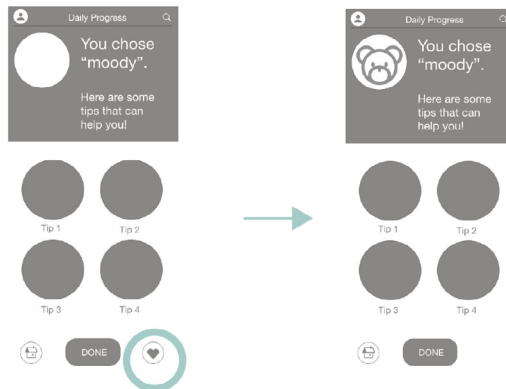 Daily Progress
You chose
“moody”.
Here are some
tips that can
help you!
Tip 1
Tip 2
Tip 3
Tip 4
DONE
Daily Progress
You chose
“moody”.
Here are some
tips that can
help you!
Tip 1
Tip 2
Tip 3
Tip 4
DONE